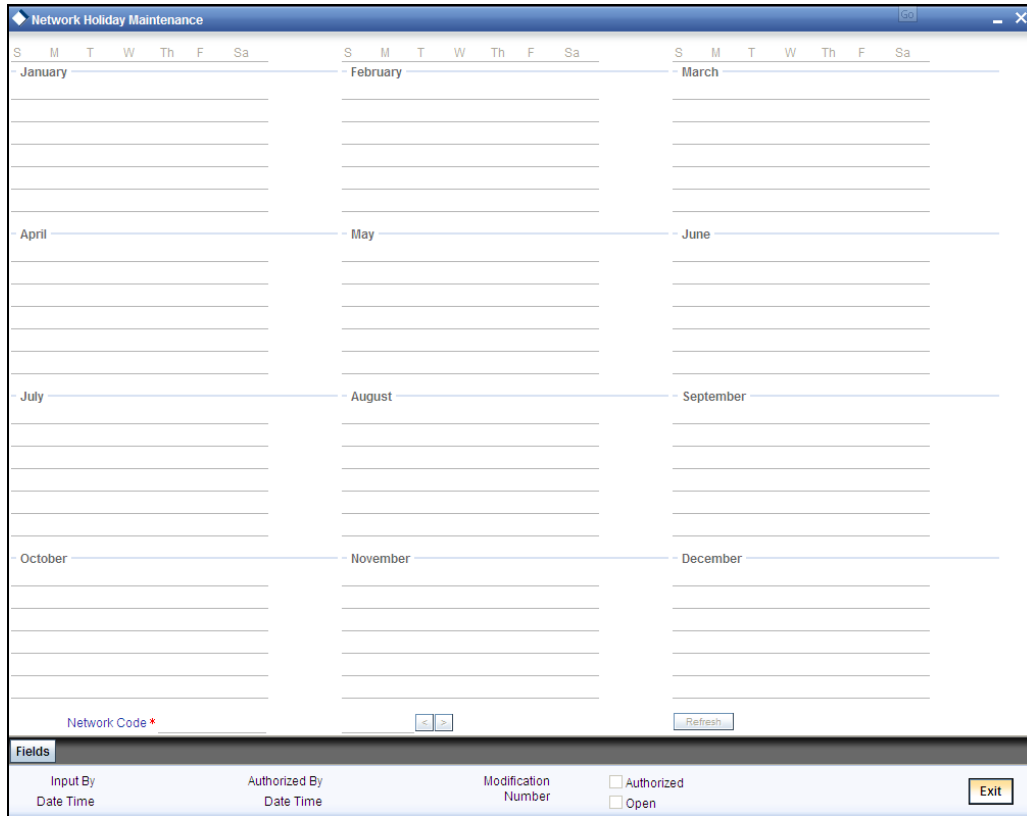 Network Holiday Maintenance Go
S M T W Th F Sa S M T W Th F Sa S M T W Th F Sa
January February March
April May June
July August September
October November December
Network Code * < > Refresh
Fields
Input By Authorized By Modification Number Authorized
Date Time Date Time Open
Exit